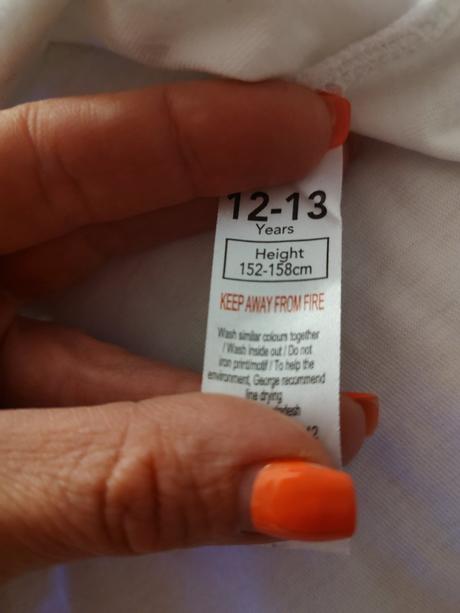 12-13
Years
Height
152-158cm
KEEP AWAY FROM FIRE
Wash similar colours together
/ Wash inside out / Do not
iron print/motif / To help the
environment, George recommend
line drying